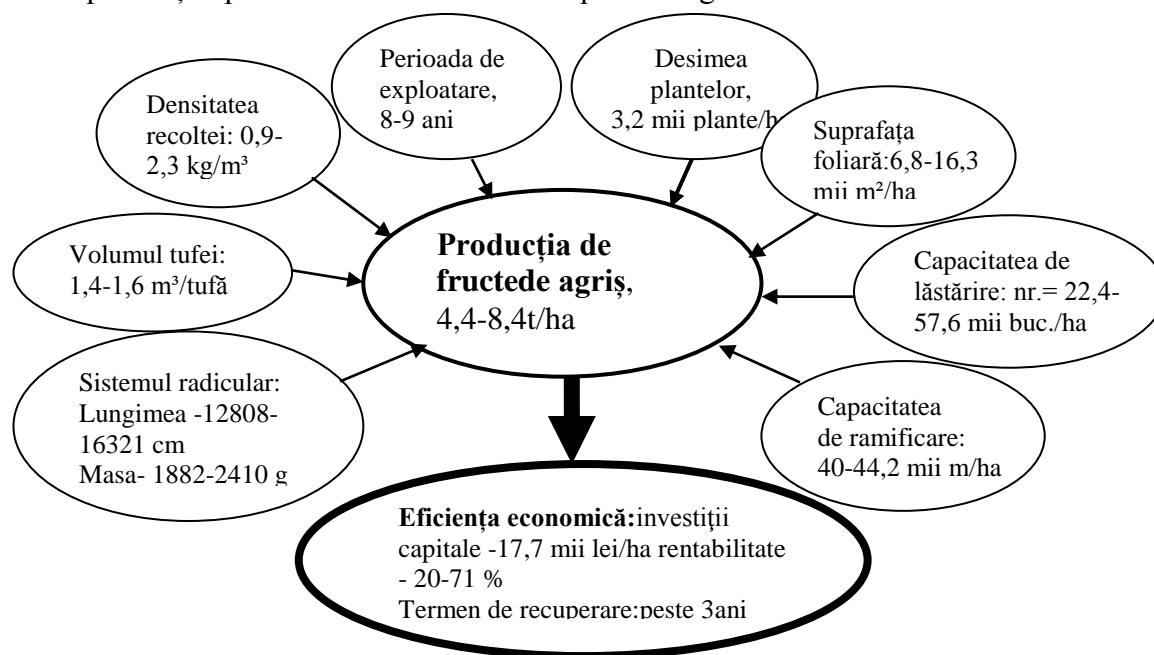 Perioada de
exploatare,
8-9 ani
Desimea
plantelor,
3,2 mii plante/h
Densitatea
recoltei: 0,9-
2,3 kg/m³
Suprafața
foliară:6,8-16,3
mii m²/ha
Volumul tufei:
1,4-1,6 m³/tufă
Producția de
fructede agriș,
4,4-8,4t/ha
Capacitatea de
lăstărire: nr.= 22,4-
57,6 mii buc./ha
Sistemul radicular:
Lungimea -12808-
16321 cm
Masa- 1882-2410 g
Capacitatea
de ramificare:
40-44,2 mii m/ha
Eficiența economică:investiţii
capitale -17,7 mii lei/ha rentabilitate
- 20-71 %
Termen de recuperare:peste 3ani